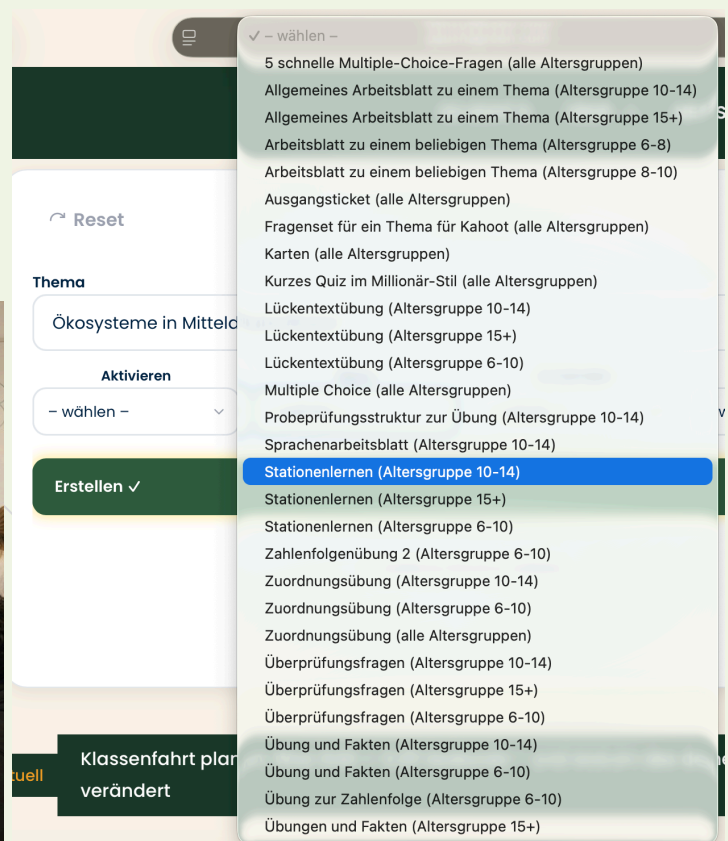 ✓ – wählen –
5 schnelle Multiple-Choice-Fragen (alle Altersgruppen)
Allgemeines Arbeitsblatt zu einem Thema (Altersgruppe 10-14)
Allgemeines Arbeitsblatt zu einem Thema (Altersgruppe 15+)
Arbeitsblatt zu einem beliebigen Thema (Altersgruppe 6-8)
Arbeitsblatt zu einem beliebigen Thema (Altersgruppe 8-10)
Ausgangsticket (alle Altersgruppen)
Fragenset für ein Thema für Kahoot (alle Altersgruppen)
Karten (alle Altersgruppen)
Kurzes Quiz im Millionär-Stil (alle Altersgruppen)
Lückentextübung (Altersgruppe 10-14)
Lückentextübung (Altersgruppe 15+)
Lückentextübung (Altersgruppe 6-10)
Multiple Choice (alle Altersgruppen)
Probeprüfungsstruktur zur Übung (Altersgruppe 10-14)
Sprachenarbeitsblatt (Altersgruppe 10-14)
Stationenlernen (Altersgruppe 10-14)
Stationenlernen (Altersgruppe 15+)
Stationenlernen (Altersgruppe 6-10)
Zahlenfolgenübung 2 (Altersgruppe 6-10)
Zuordnungsübung (Altersgruppe 10-14)
Zuordnungsübung (Altersgruppe 6-10)
Zuordnungsübung (alle Altersgruppen)
Überprüfungsfragen (Altersgruppe 10-14)
Überprüfungsfragen (Altersgruppe 15+)
Überprüfungsfragen (Altersgruppe 6-10)
Übung und Fakten (Altersgruppe 10-14)
Übung und Fakten (Altersgruppe 6-10)
Übung zur Zahlenfolge (Altersgruppe 6-10)
Übungen und Fakten (Altersgruppe 15+)
Reset
Thema
Ökosysteme in Mitteld
Aktivieren
– wählen –
Erstellen ✓
tuell
Klassenfahrt plan
verändert